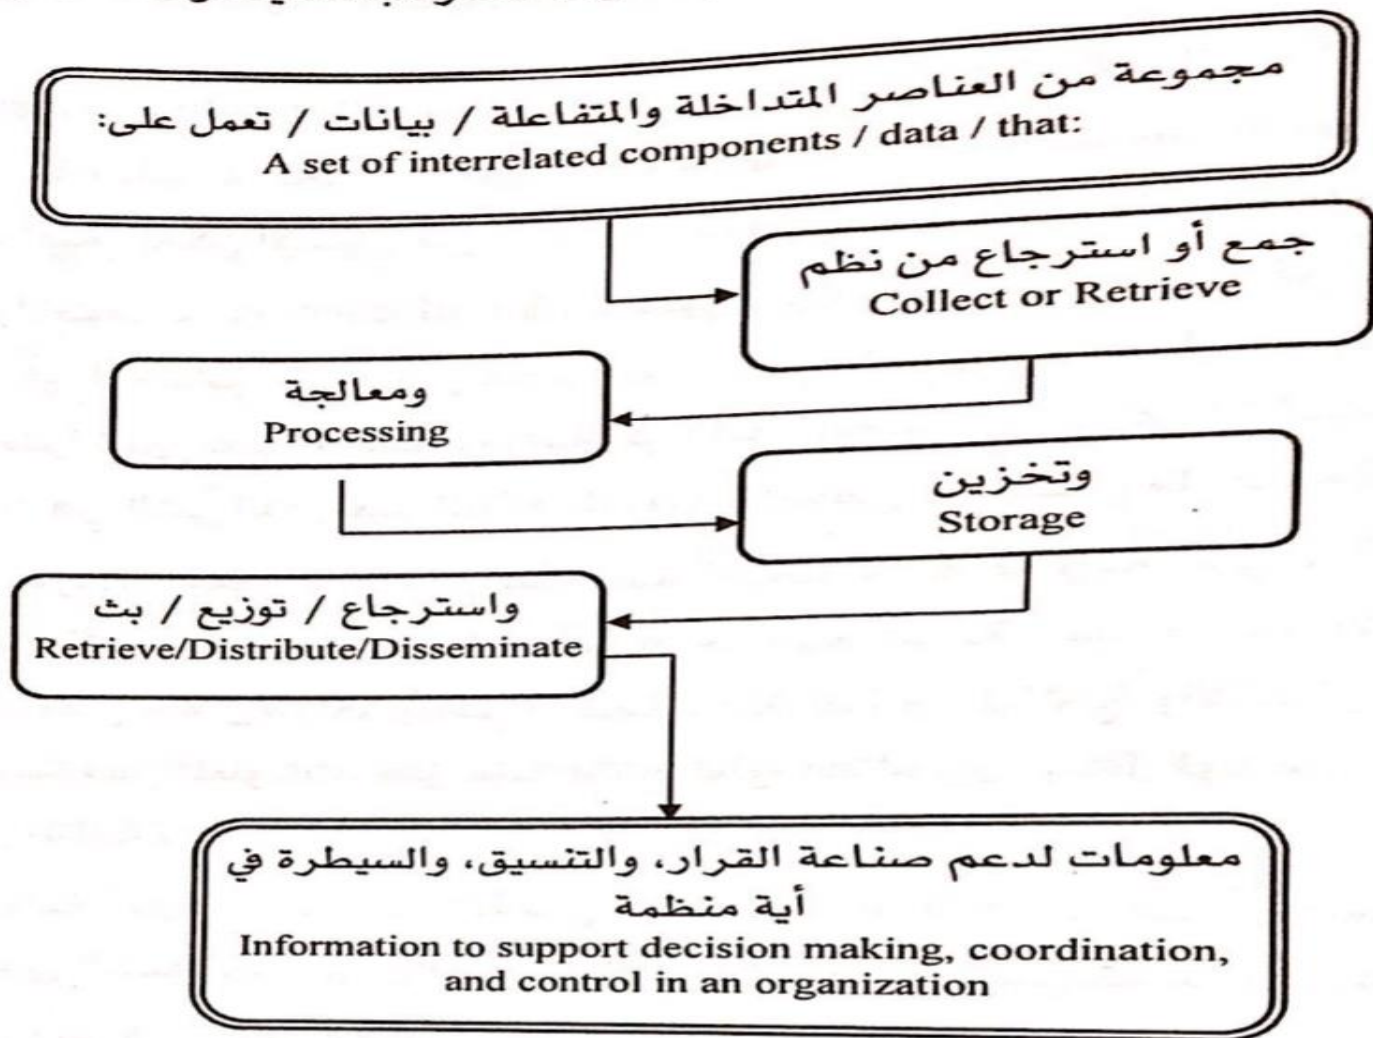 مجموعة من العناصر المتداخلة والمتفاعلة / بيانات / تعمل على:
A set of interrelated components / data / that:
جمع أو استرجاع من نظم
Collect or Retrieve
ومعالجة
Processing
وتخزين
Storage
واسترجاع / توزيع / بث
Retrieve/Distribute/Disseminate
معلومات لدعم صناعة القرار، والتنسيق، والسيطرة في
أية منظمة
Information to support decision making, coordination,
and control in an organization